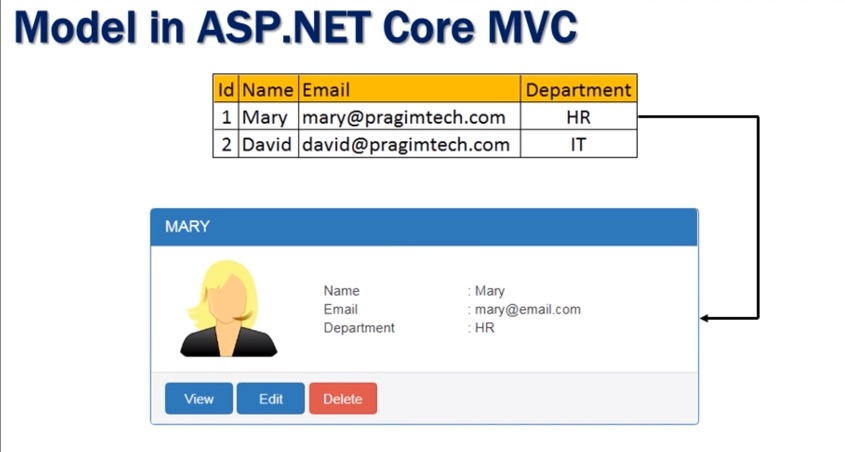 Model in ASP.NET Core MVC
Id Name Email Department
1 Mary mary@pragimtech.com HR
2 David david@pragimtech.com IT
MARY
Name : Mary
Email : mary@email.com
Department : HR
View Edit Delete